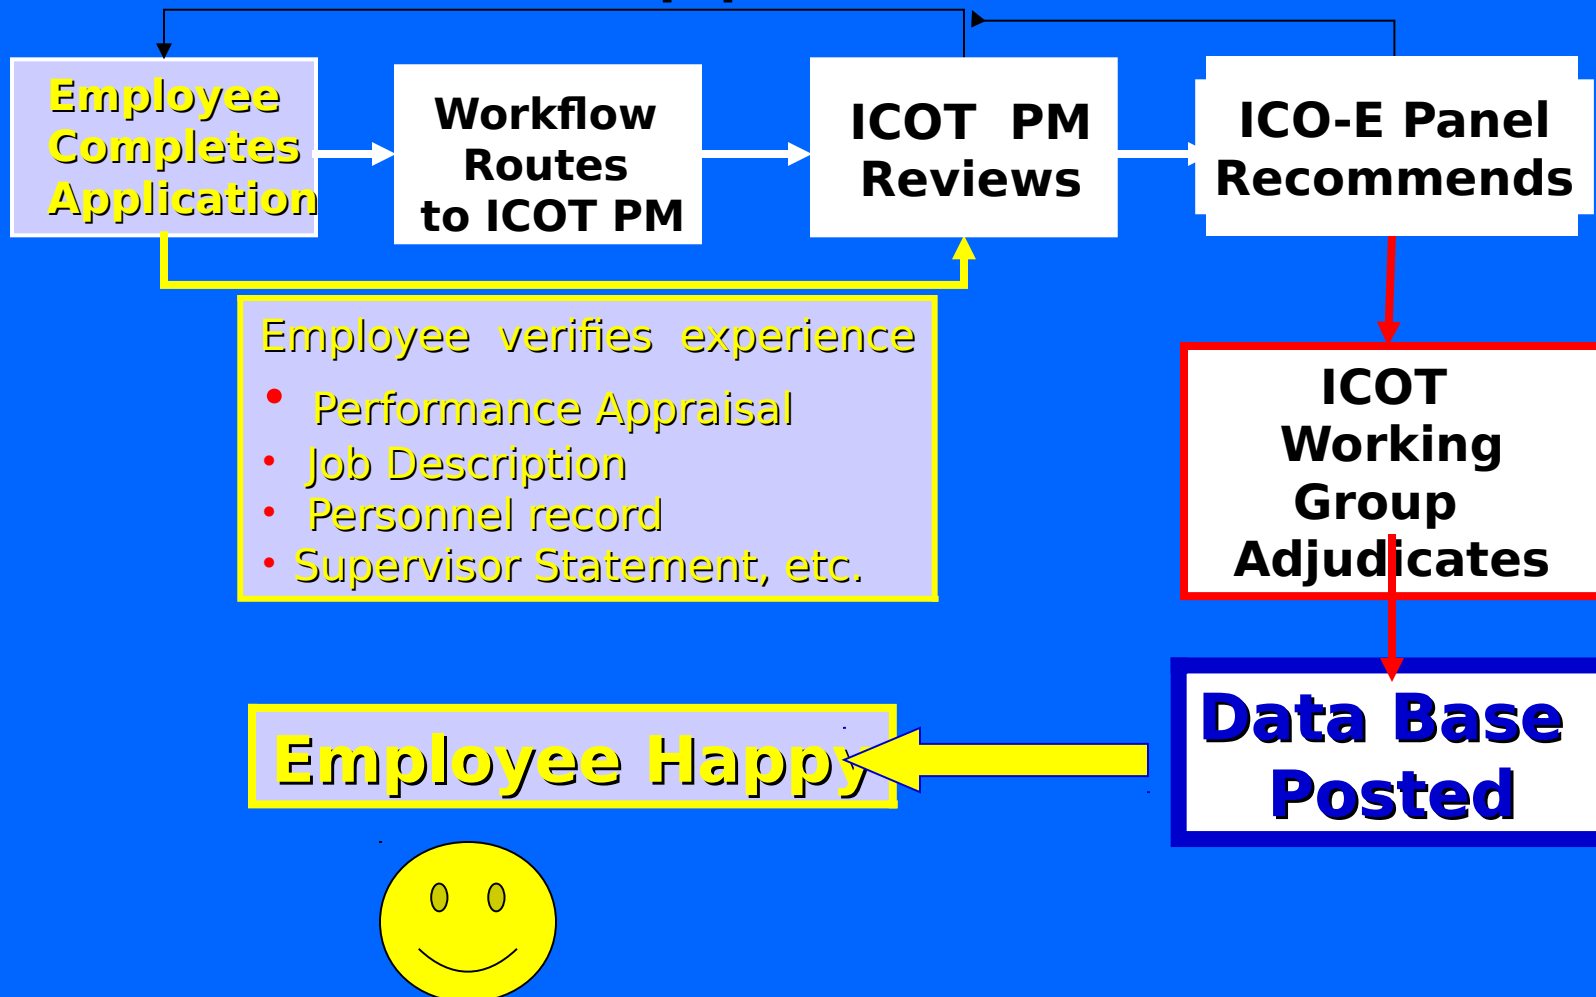 Employee
Completes
Application
Workflow
Routes
to ICOT PM
ICOT PM
Reviews
ICO-E Panel
Recommends
Employee verifies experience
• Performance Appraisal
• Job Description
• Personnel record
• Supervisor Statement, etc.
ICOT
Working
Group
Adjudicates
Data Base
Posted
Employee Happy